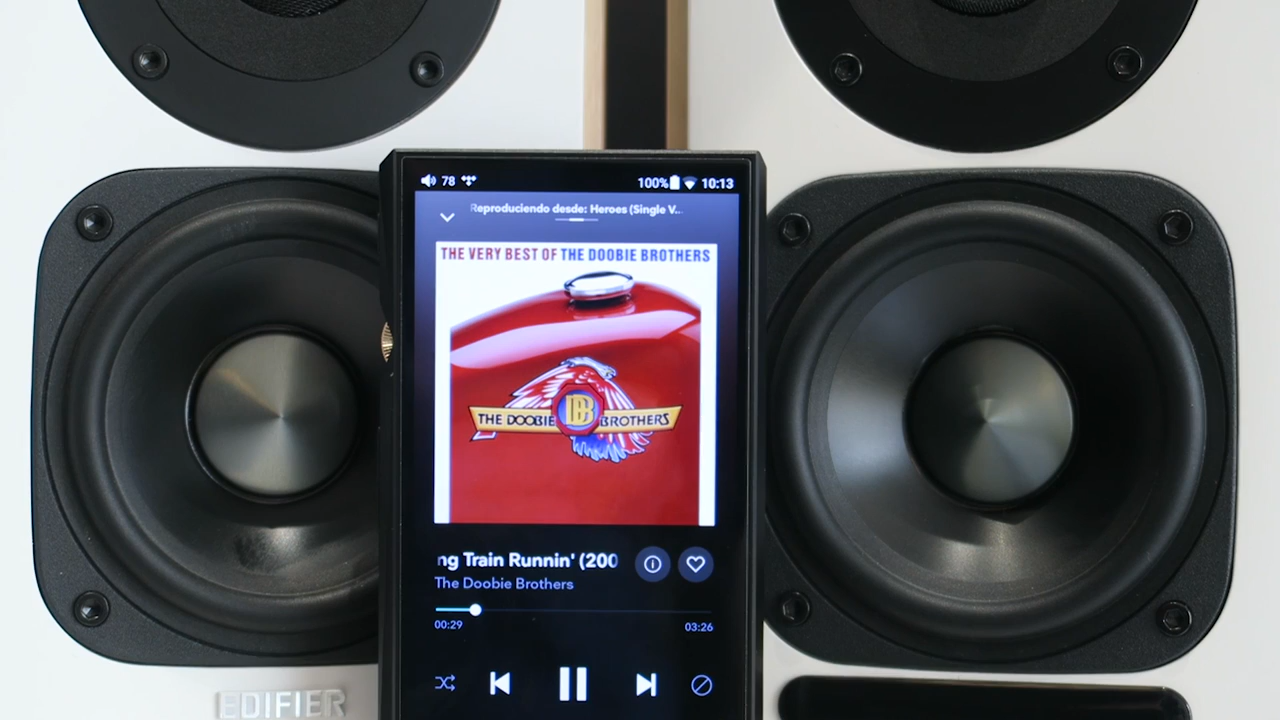 78
100% 10:13
Reproduciendo desde: Heroes (Single V...
THE VERY BEST OF THE DOOBIE BROTHERS
THE DOOBIE DB BROTHERS
ng Train Runnin' (200
The Doobie Brothers
00:29
03:26
EDIFIER